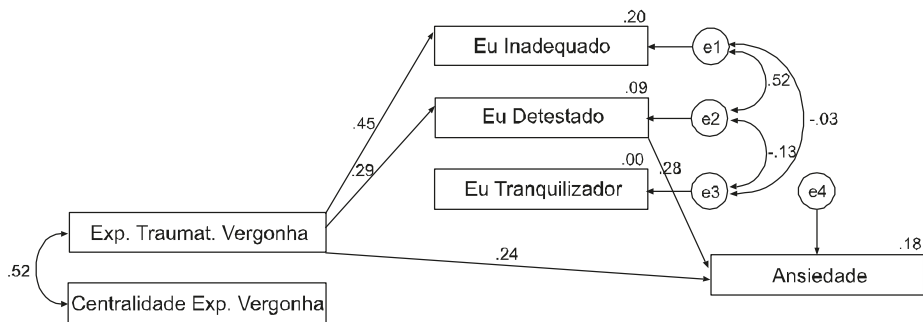 .20
Eu Inadequado
e1
.52
.09
Eu Detestado
e2
.45
-.03
-.13
.29
.00
.28
Eu Tranquilizador
e3
e4
Exp. Traumat. Vergonha
.24
.18
.52
Ansiedade
Centralidade Exp. Vergonha